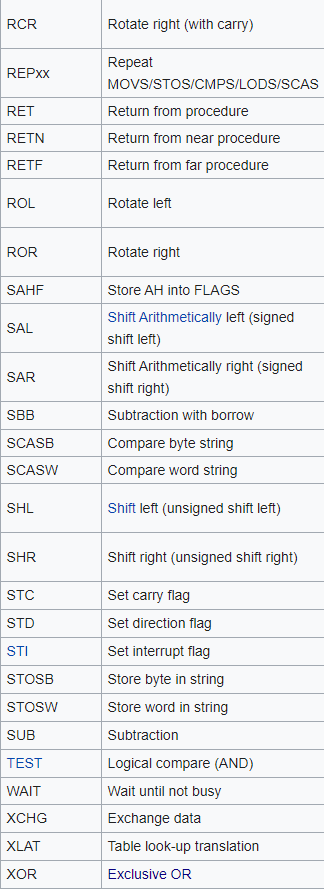 RCR Rotate right (with carry)
REPxx Repeat
MOVS/STOS/CMPS/LODS/SCAS
RET Return from procedure
RETN Return from near procedure
RETF Return from far procedure
ROL Rotate left
ROR Rotate right
SAHF Store AH into FLAGS
SAL Shift Arithmetically left (signed
shift left)
SAR Shift Arithmetically right (signed
shift right)
SBB Subtraction with borrow
SCASB Compare byte string
SCASW Compare word string
SHL Shift left (unsigned shift left)
SHR Shift right (unsigned shift right)
STC Set carry flag
STD Set direction flag
STI Set interrupt flag
STOSB Store byte in string
STOSW Store word in string
SUB Subtraction
TEST Logical compare (AND)
WAIT Wait until not busy
XCHG Exchange data
XLAT Table look-up translation
XOR Exclusive OR